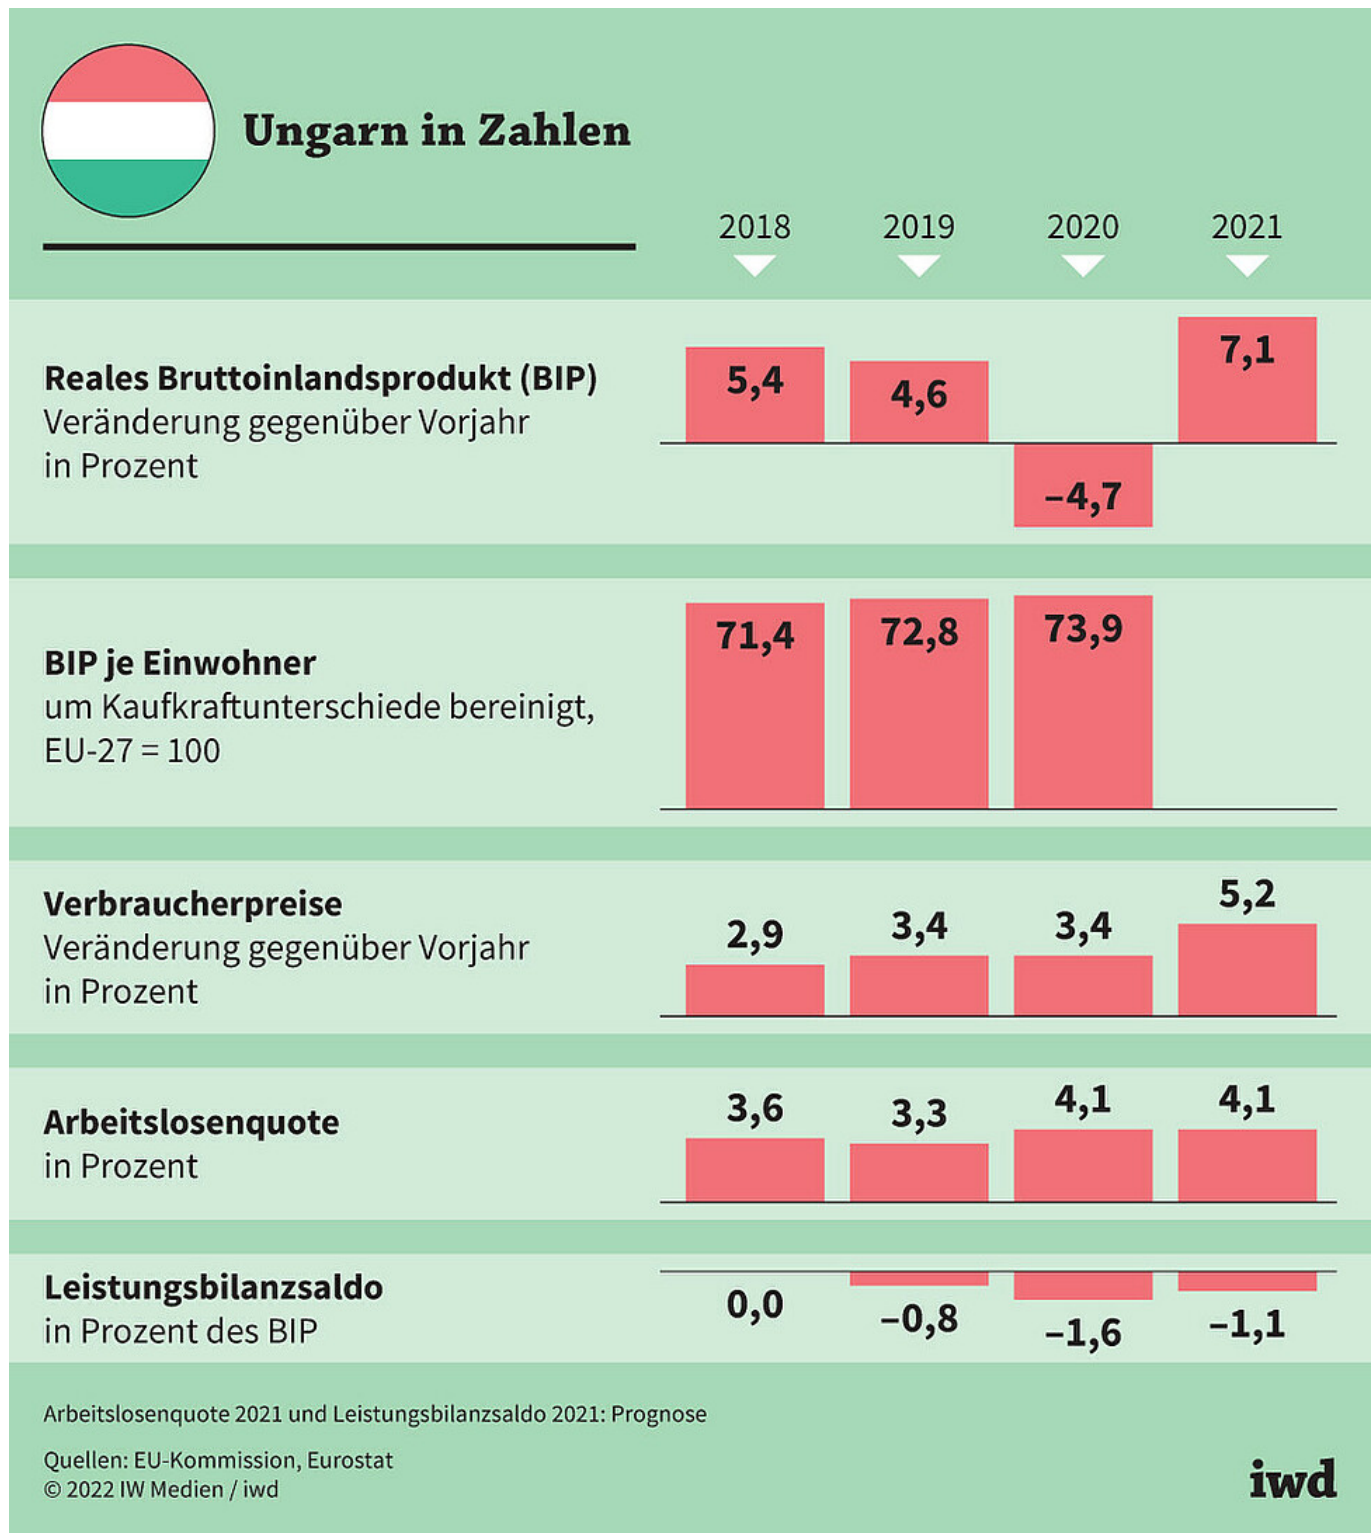 Ungarn in Zahlen
2018 2019 2020 2021
Reales Bruttoinlandsprodukt (BIP)
Veränderung gegenüber Vorjahr
in Prozent
5,4 4,6 –4,7 7,1
BIP je Einwohner
um Kaufkraftunterschiede bereinigt,
EU-27 = 100
71,4 72,8 73,9
Verbraucherpreise
Veränderung gegenüber Vorjahr
in Prozent
2,9 3,4 3,4 5,2
Arbeitslosenquote
in Prozent
3,6 3,3 4,1 4,1
Leistungsbilanzsaldo
in Prozent des BIP
0,0 –0,8 –1,6 –1,1
Arbeitslosenquote 2021 und Leistungsbilanzsaldo 2021: Prognose
Quellen: EU-Kommission, Eurostat
© 2022 IW Medien / iwd
iwd